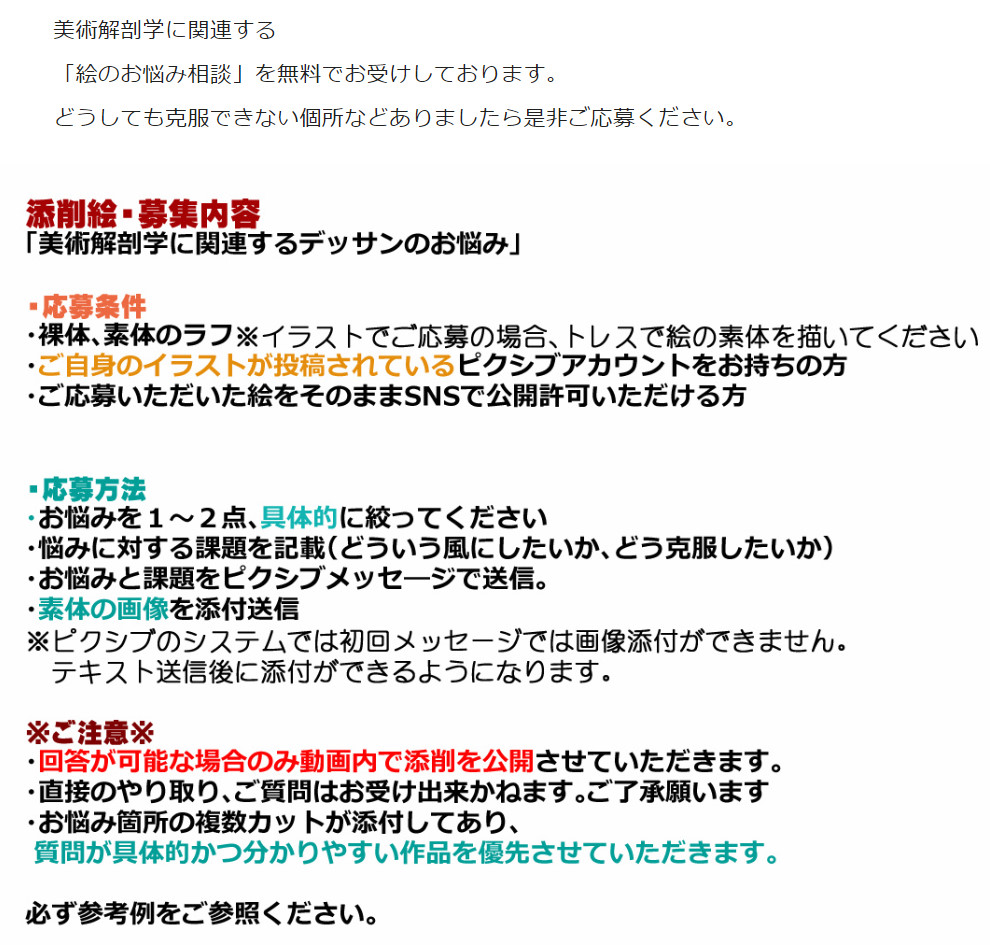 美術解剖学に関連する
「絵のお悩み相談」を無料でお受けしております。
どうしても克服できない個所などありましたら是非ご応募ください。
添削絵・募集内容
「美術解剖学に関連するデッサンのお悩み」
・応募条件
・裸体、素体のラフ※イラストでご応募の場合、トレスで絵の素体を描いてください
・ご自身のイラストが投稿されているピクシブアカウントをお持ちの方
・ご応募いただいた絵をそのままSNSで公開許可いただける方
・応募方法
・お悩みを１～２点、具体的に絞ってください
・悩みに対する課題を記載（どういう風にしたいか、どう克服したいか）
・お悩みと課題をピクシブメッセ―ジで送信。
・素体の画像を添付送信
※ピクシブのシステムでは初回メッセージでは画像添付ができません。
テキスト送信後に添付ができるようになります。
※ご注意※
・回答が可能な場合のみ動画内で添削を公開させていただきます。
・直接のやり取り、ご質問はお受け出来かねます。ご了承願います
・お悩み箇所の複数カットが添付してあり、
質問が具体的かつ分かりやすい作品を優先させていただきます。
必ず参考例をご参照ください。